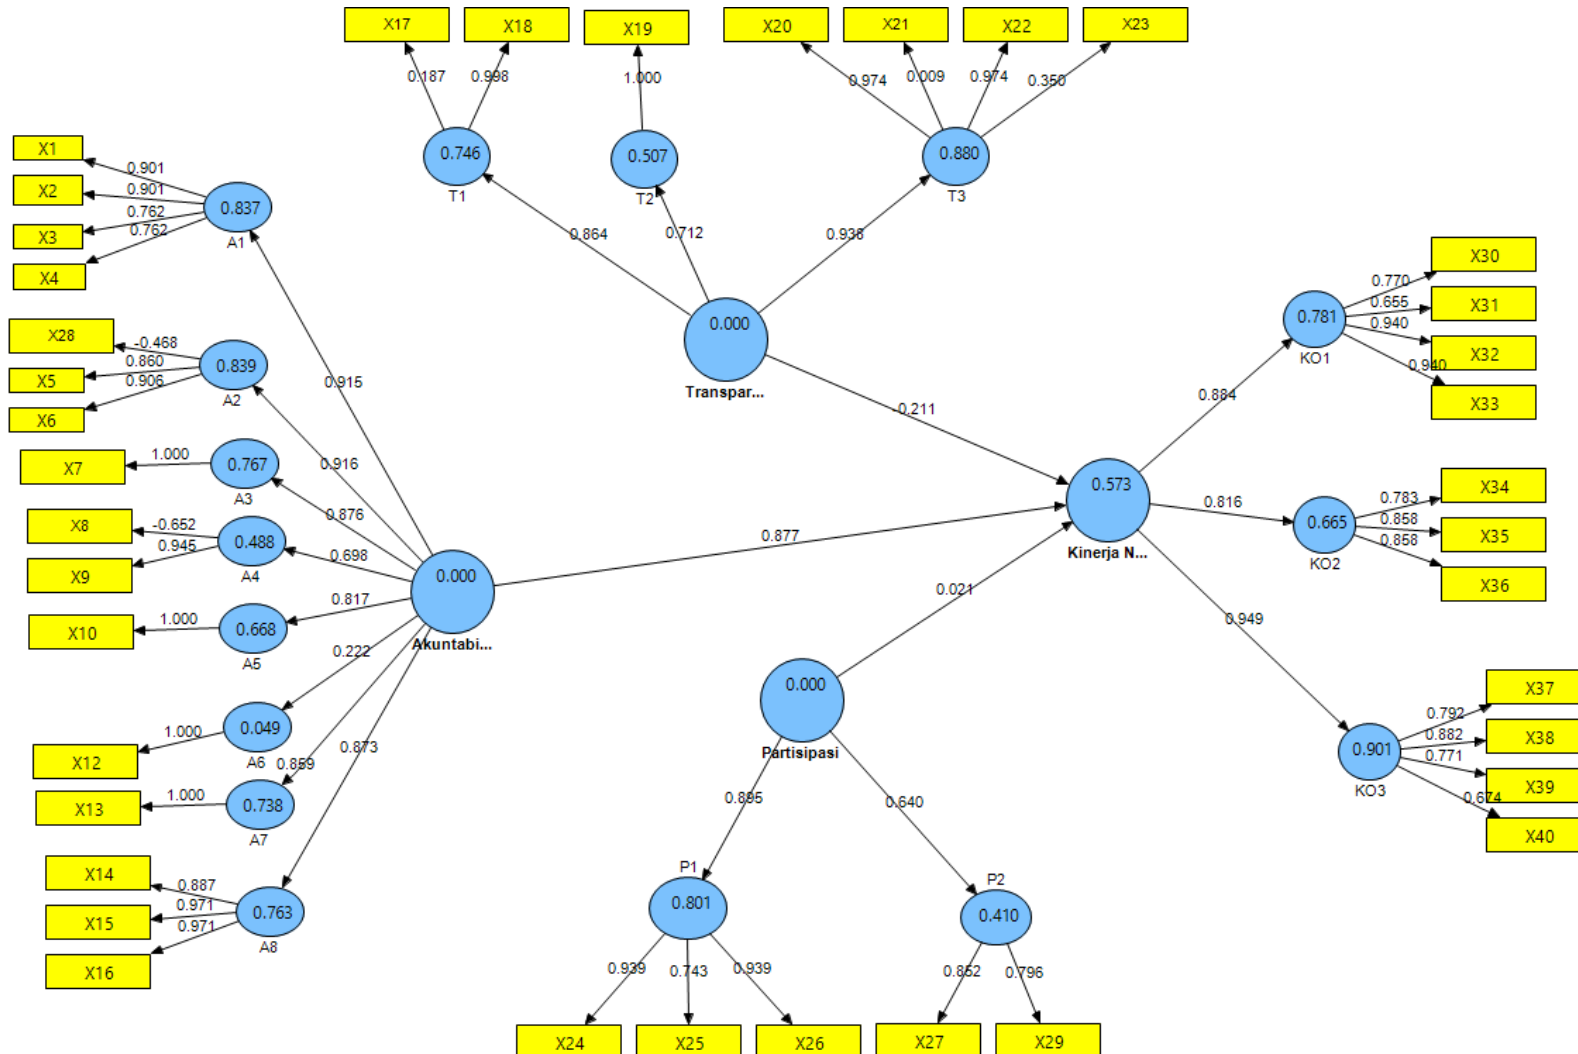 X17
X18
X19
X20
X21
X22
X23
0.187
0.998
1.000
0.974
0.009
0.974
0.350
0.746
T1
0.507
T2
0.880
T3
0.864
0.712
0.938
0.000
Transpar...
-0.211
X1
X2
X3
X4
0.901
0.901
0.762
0.762
0.837
A1
0.915
X28
X5
X6
-0.468
0.860
0.906
0.839
A2
0.916
X7
1.000
0.767
A3
0.876
X8
X9
-0.652
0.945
0.488
A4
0.698
X10
1.000
0.668
A5
0.817
X12
1.000
0.049
A6
0.222
X13
1.000
0.738
A7
0.859
X14
X15
X16
0.887
0.971
0.971
0.763
A8
0.873
0.000
Akuntabi...
0.877
0.573
Kinerja N...
0.021
0.000
Partisipasi
0.895
0.640
P1
0.801
0.939
0.743
0.939
X24
X25
X26
P2
0.410
0.852
0.796
X27
X29
0.884
0.781
KO1
0.770
0.655
0.940
0.940
X30
X31
X32
X33
0.816
0.665
KO2
0.783
0.858
0.858
X34
X35
X36
0.949
0.901
KO3
0.792
0.882
0.771
0.674
X37
X38
X39
X40